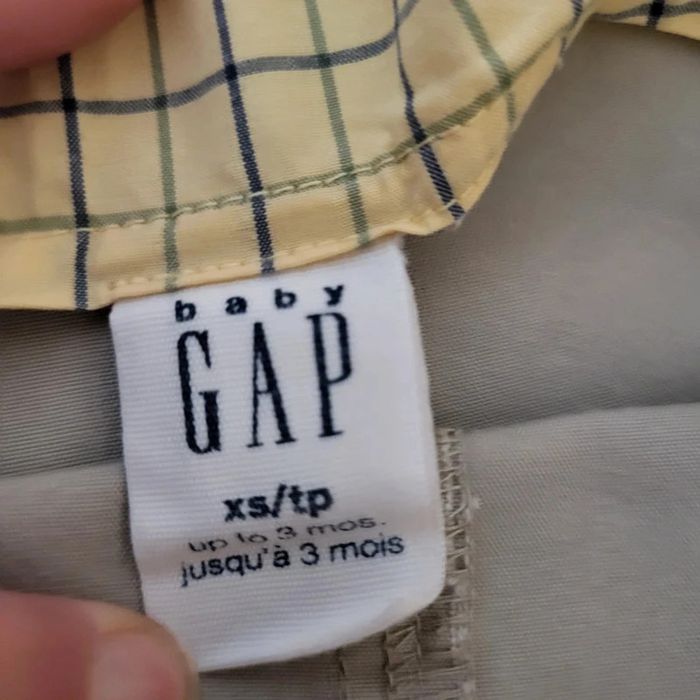 baby
GAP
xs/tp
up to 3 mos.
jusqu'à 3 mois